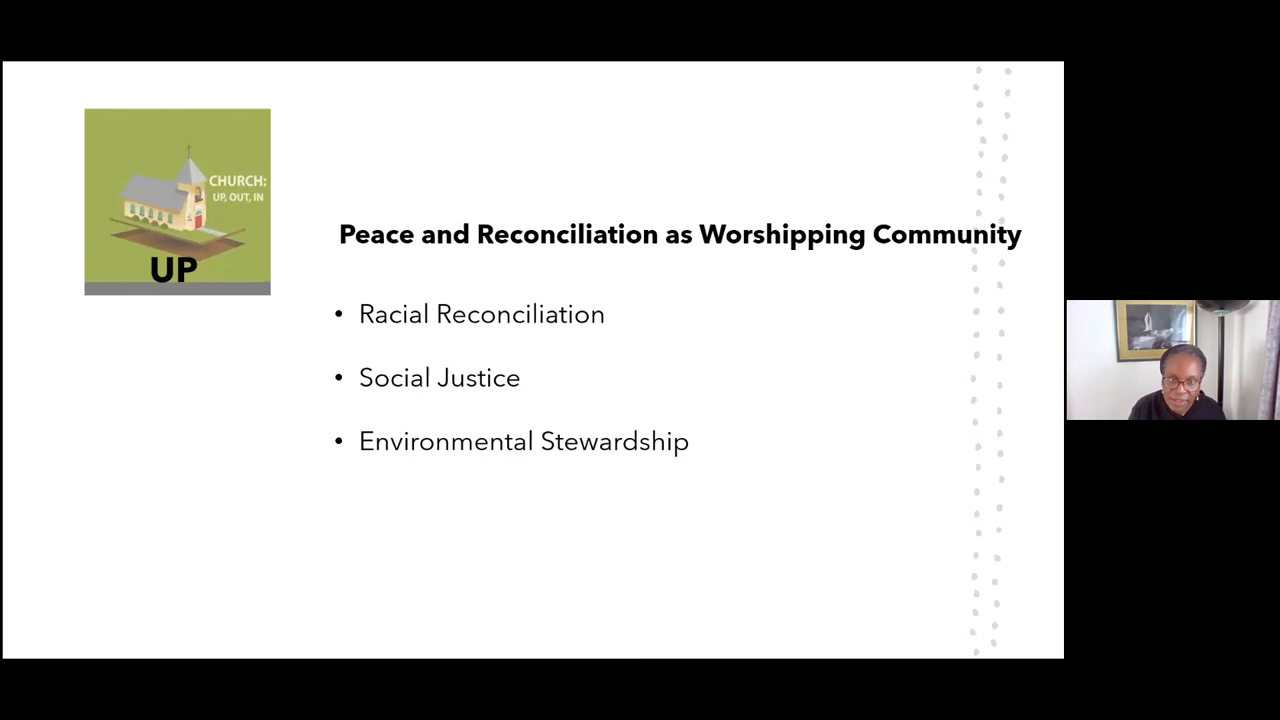 CHURCH:
UP, OUT, IN
UP
Peace and Reconciliation as Worshipping Community
• Racial Reconciliation
• Social Justice
• Environmental Stewardship